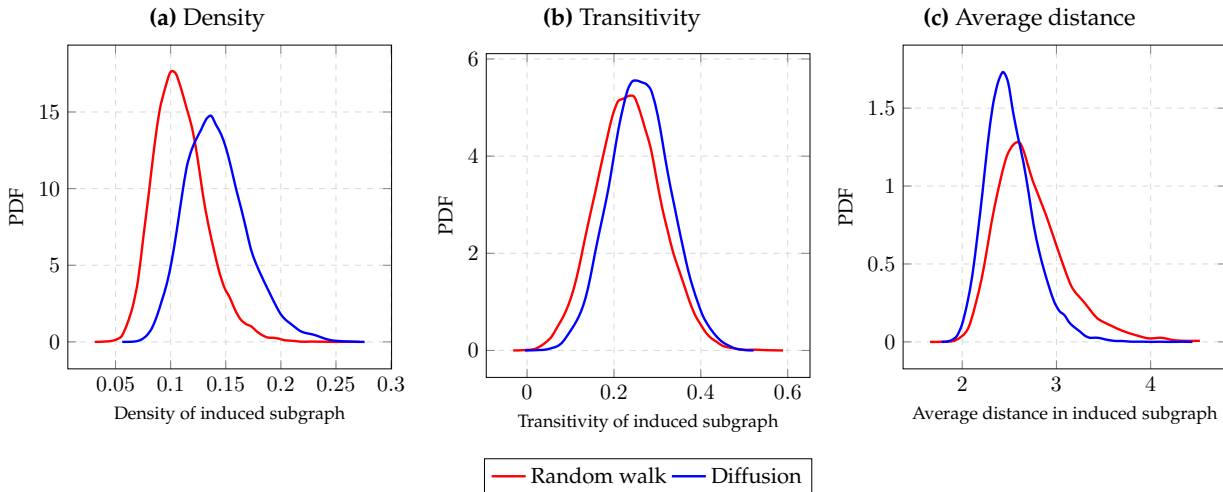 (a) Density
PDF
15
10
5
0
0.05 0.1 0.15 0.2 0.25 0.3
Density of induced subgraph
(b) Transitivity
PDF
6
4
2
0
0 0.2 0.4 0.6
Transitivity of induced subgraph
(c) Average distance
PDF
1.5
1
0.5
0
2 3 4
Average distance in induced subgraph
Random walk Diffusion